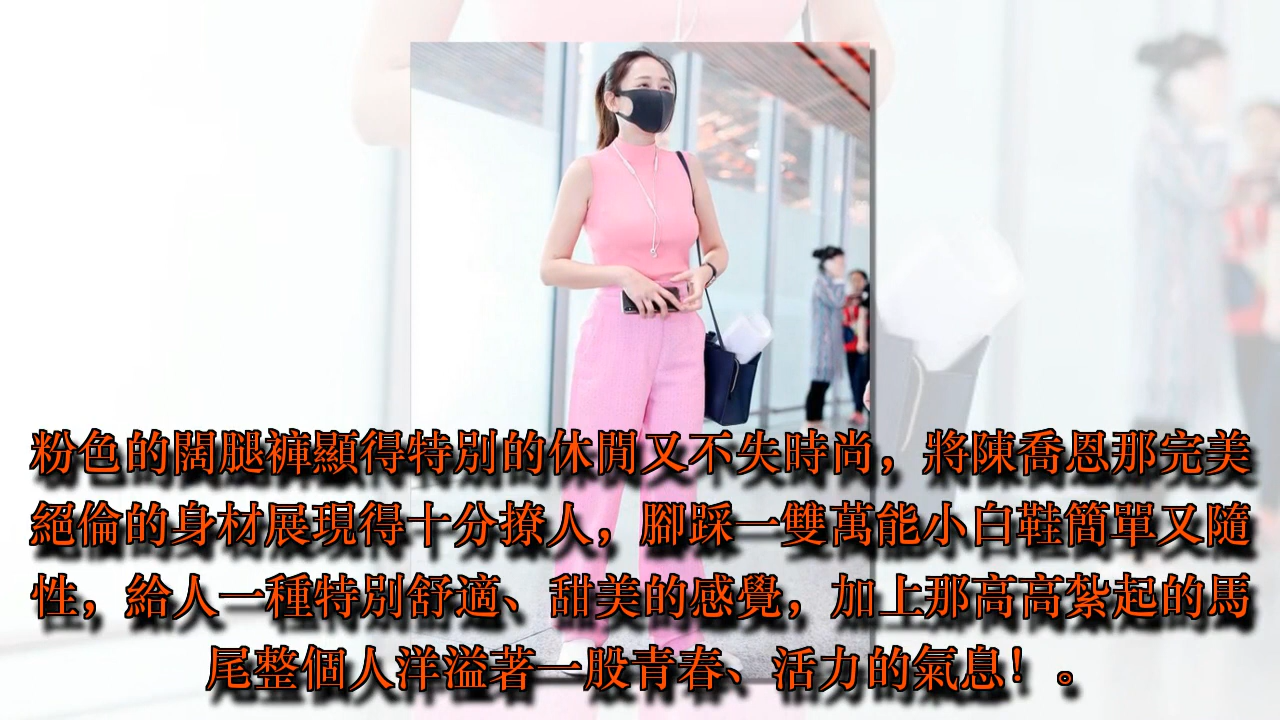 粉色的闊腿褲顯得特別的休閒又不失時尚，將陳喬恩那完美
絕倫的身材展現得十分撩人，腳踩一雙萬能小白鞋簡單又隨
性，給人一種特別舒適、甜美的感覺，加上那高高紮起的馬
尾整個人洋溢著一股青春、活力的氣息！。